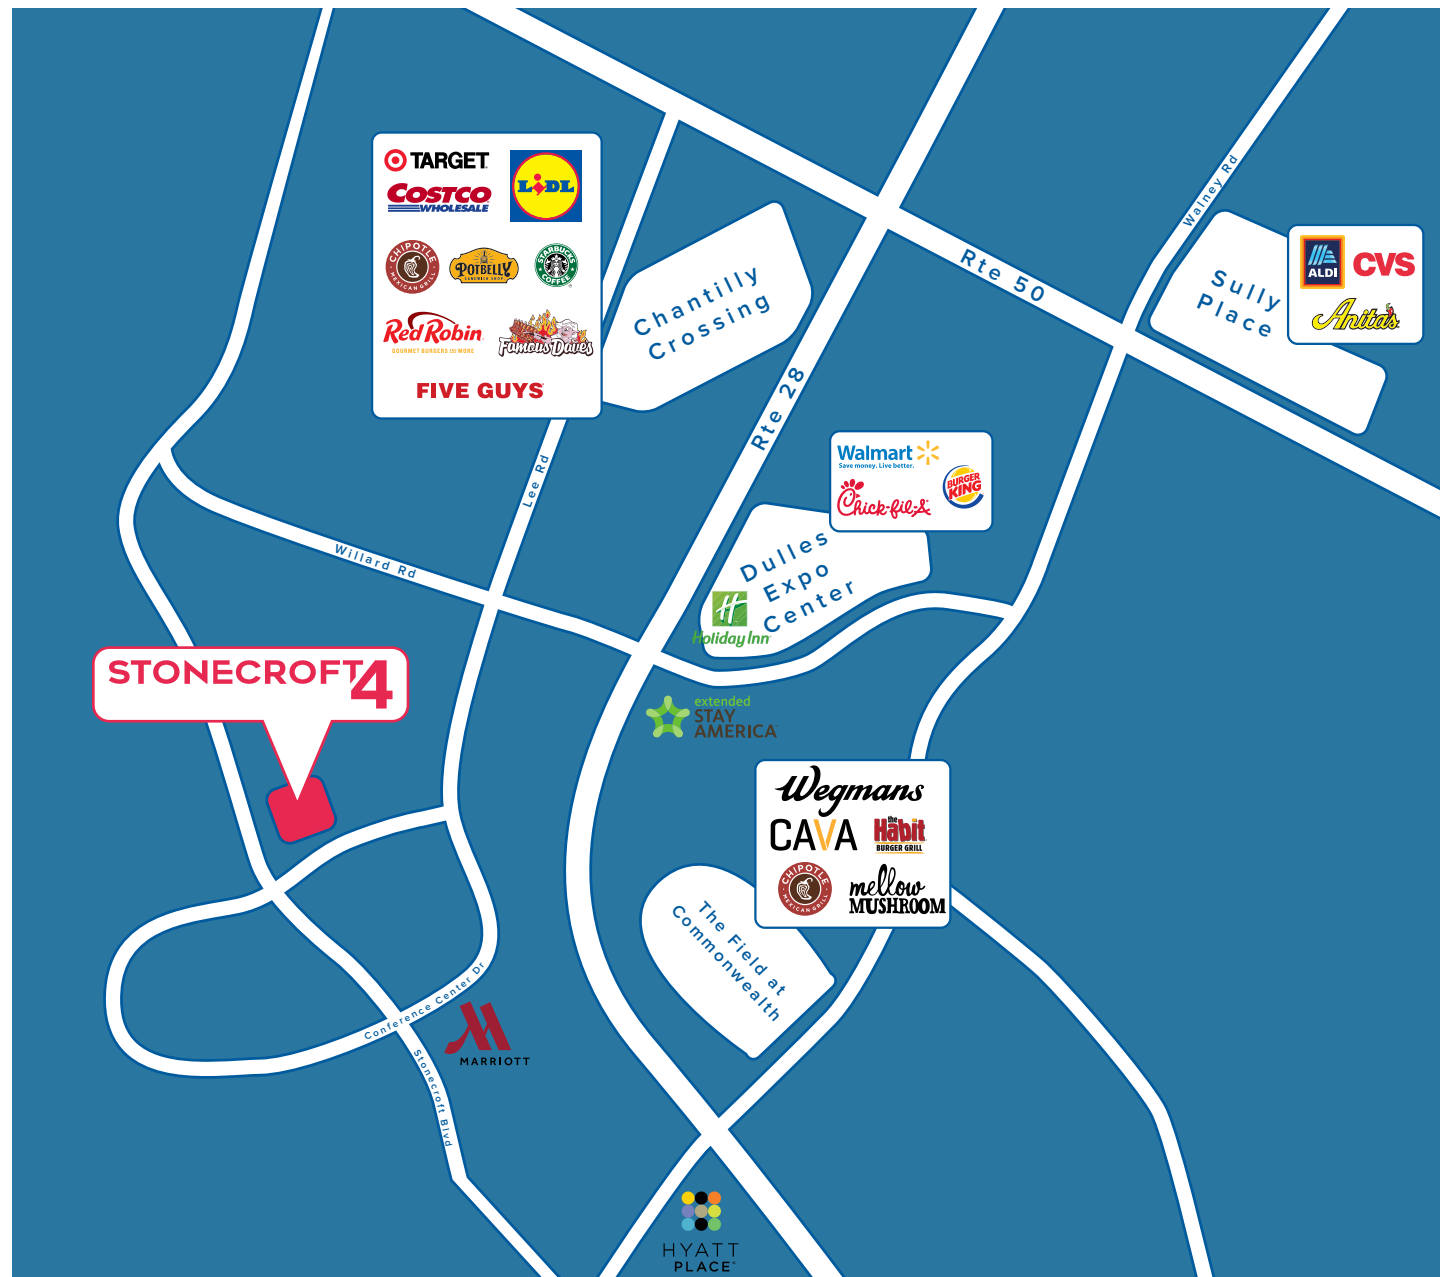 TARGET
COSTCO
WHOLESALE
LIDL
CHIPOTLE
MEXICAN GRILL
POTBELLY
SANDWICH SHOP
STARBUCKS
COFFEE
Red Robin
GOURMET BURGERS AND MORE
Famous Dave's
FIVE GUYS
Chantilly
Crossing
Rte 50
Walney Rd
Sully
Place
ALDI
CVS
Anita's
Rte 28
Lee Rd
Willard Rd
Walmart
Save money. Live better.
Chick-fil-A
BURGER
KING
Dulles
Expo
Center
Holiday Inn
STONECROFT4
extended
STAY
AMERICA
Wegmans
CAVA
the
Habit
BURGER GRILL
CHIPOTLE
MEXICAN GRILL
mellow
MUSHROOM
The Field at
Commonwealth
Conference Center Dr
MARRIOTT
Stonecroft Blvd
HYATT
PLACE